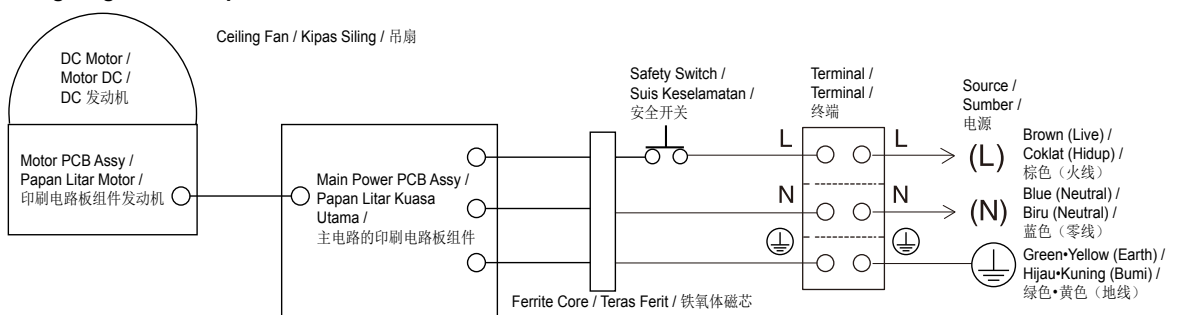 Ceiling Fan / Kipas Siling / 吊扇
DC Motor /
Motor DC /
DC 发动机
Motor PCB Assy /
Papan Litar Motor /
印刷电路板组件发动机
Main Power PCB Assy /
Papan Litar Kuasa
Utama /
主电路的印刷电路板组件
Ferrite Core / Teras Ferit / 铁氧体磁芯
Safety Switch /
Suis Keselamatan /
安全开关
Terminal /
Terminal /
终端
Source /
Sumber /
电源
L
L
(L)
Brown (Live) /
Coklat (Hidup) /
棕色（火线）
N
N
(N)
Blue (Neutral) /
Biru (Neutral) /
蓝色（零线）
Green•Yellow (Earth) /
Hijau•Kuning (Bumi) /
绿色•黄色（地线）